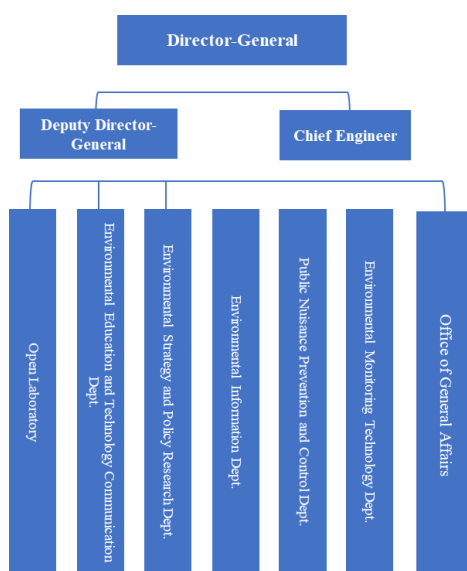 Director-General
Deputy Director-
General
Chief Engineer
Open Laboratory
Environmental Education and Technology Communication
Dept.
Environmental Strategy and Policy Research Dept.
Environmental Information Dept.
Public Nuisance Prevention and Control Dept.
Environmental Monitoring Technology Dept.
Office of General Affairs